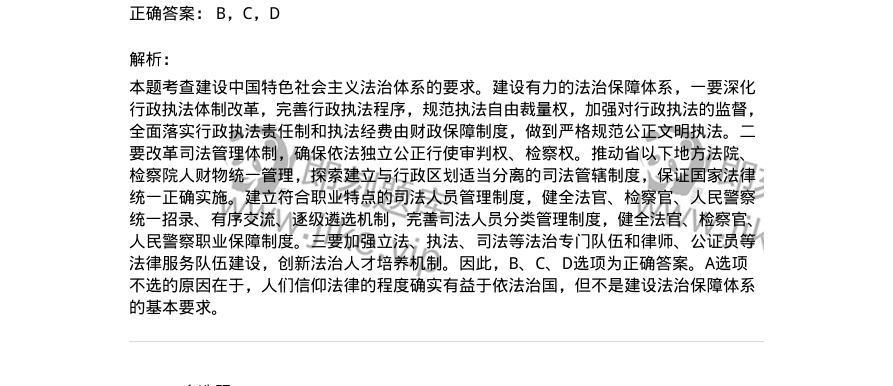 正确答案： B，C，D
解析：
本题考查建设中国特色社会主义法治体系的要求。建设有力的法治保障体系，一要深化
行政执法体制改革，完善行政执法程序，规范执法自由裁量权，加强对行政执法的监督，
全面落实行政执法责任制和执法经费由财政保障制度，做到严格规范公正文明执法。二
要改革司法管理体制，确保依法独立公正行使审判权、检察权。推动省以下地方法院、
检察院人财物统一管理，探索建立与行政区划适当分离的司法管辖制度，保证国家法律
统一正确实施。建立符合职业特点的司法人员管理制度，健全法官、检察官、人民警察
统一招录、有序交流、逐级遴选机制，完善司法人员分类管理制度，健全法官、检察官、
人民警察职业保障制度。三要加强立法、执法、司法等法治专门队伍和律师、公证员等
法律服务队伍建设，创新法治人才培养机制。因此，B、C、D选项为正确答案。A选项
不选的原因在于，人们信仰法律的程度确实有益于依法治国，但不是建设法治保障体系
的基本要求。